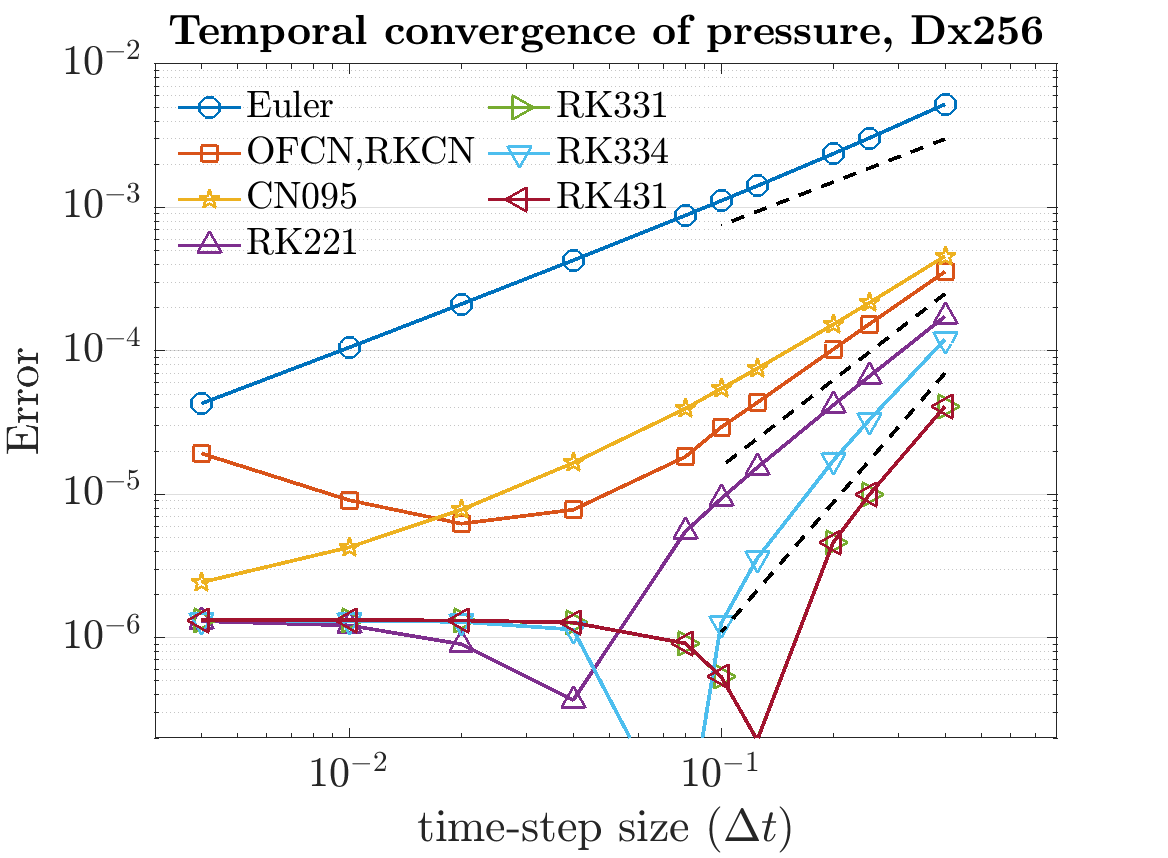 Temporal convergence of pressure, Dx256
10⁻²
10⁻³
10⁻⁴
10⁻⁵
10⁻⁶
Error
Euler
OFCN,RKCN
CN095
RK221
RK331
RK334
RK431
10⁻²
10⁻¹
time-step size (Δt)